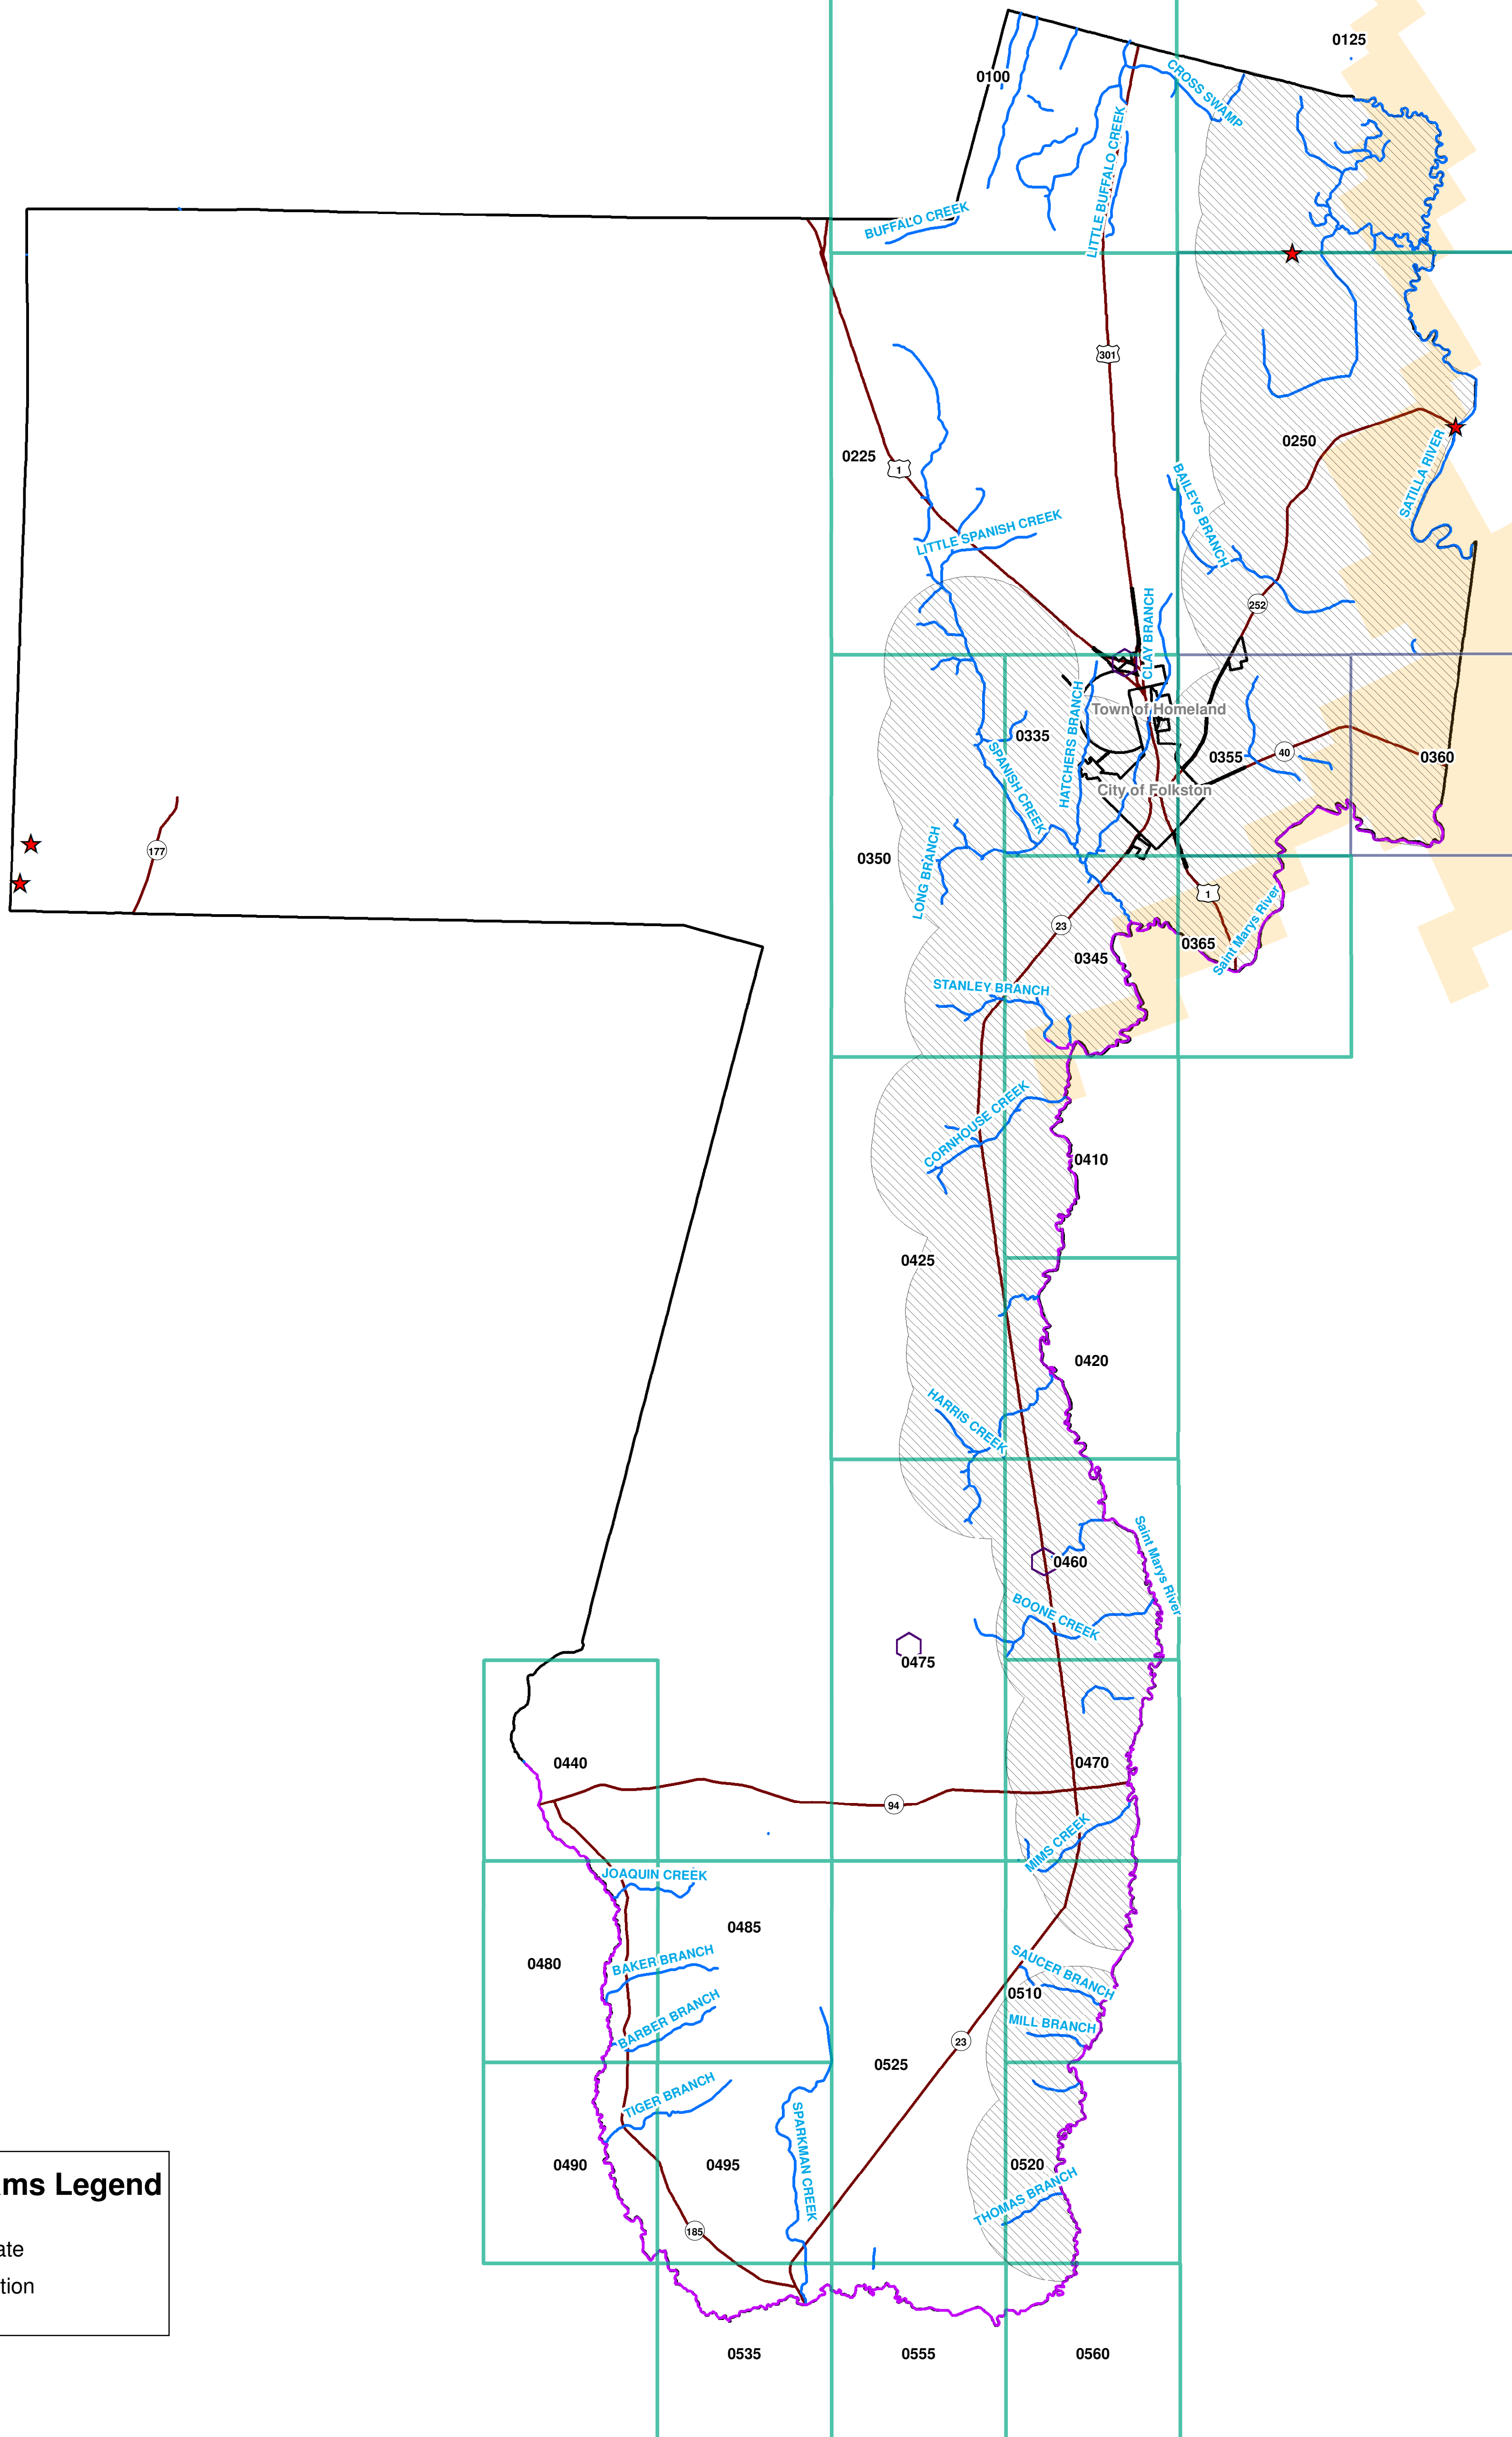 0125
0100
CROSS SWAMP
LITTLE BUFFALO CREEK
BUFFALO CREEK
301
0250
SATILLA RIVER
0225
1
BAILEYS BRANCH
LITTLE SPANISH CREEK
252
CLAY BRANCH
HATCHERS BRANCH
Town of Homeland
0335
SPANISH CREEK
0355
40
0360
City of Folkston
177
0350
LONG BRANCH
1
23
0345
0365
Saint Marys River
STANLEY BRANCH
CORNHOUSE CREEK
0410
0425
0420
HARRIS CREEK
Saint Marys River
0460
BOONE CREEK
0475
0440
0470
94
MIMS CREEK
JOAQUIN CREEK
0485
0480
BAKER BRANCH
SAUCER BRANCH
0510
BARBER BRANCH
MILL BRANCH
23
0525
TIGER BRANCH
SPARKMAN CREEK
0490
0495
0520
THOMAS BRANCH
ms Legend
185
ate
tion
0535
0555
0560